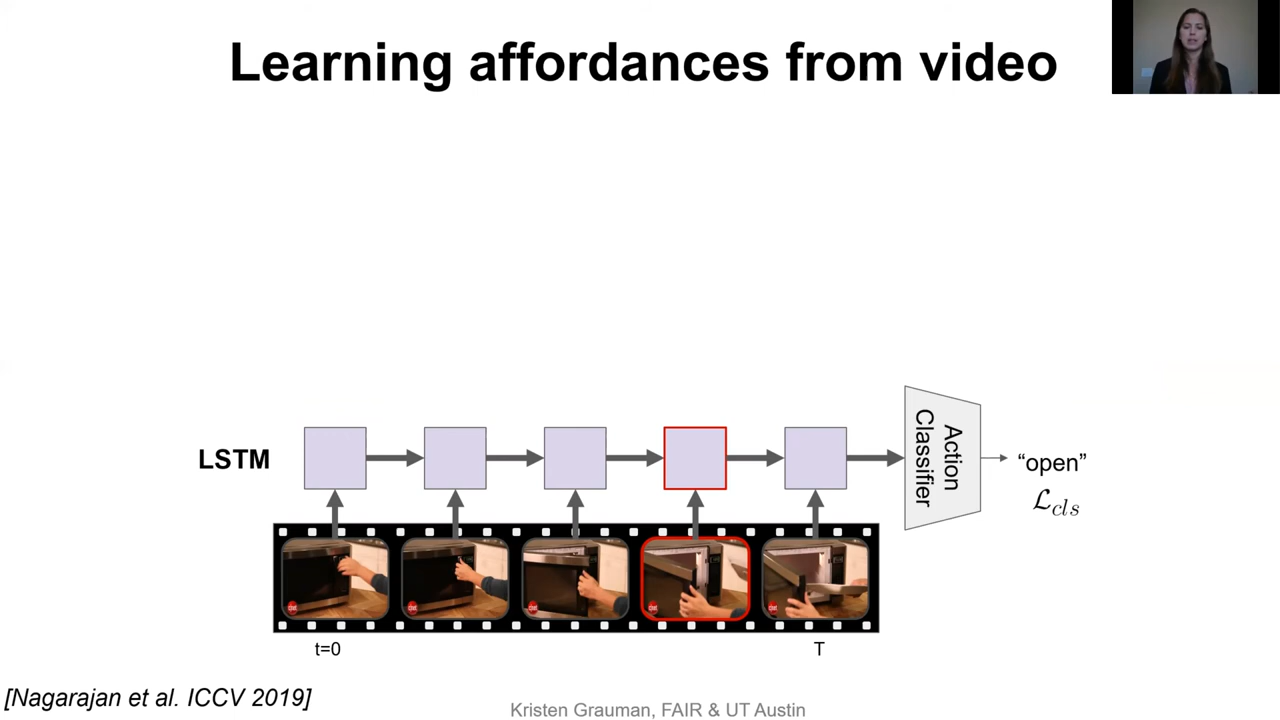 Learning affordances from video
LSTM
Action
Classifier
“open”
ℒcls
t=0
T
[Nagarajan et al. ICCV 2019]
Kristen Grauman, FAIR & UT Austin